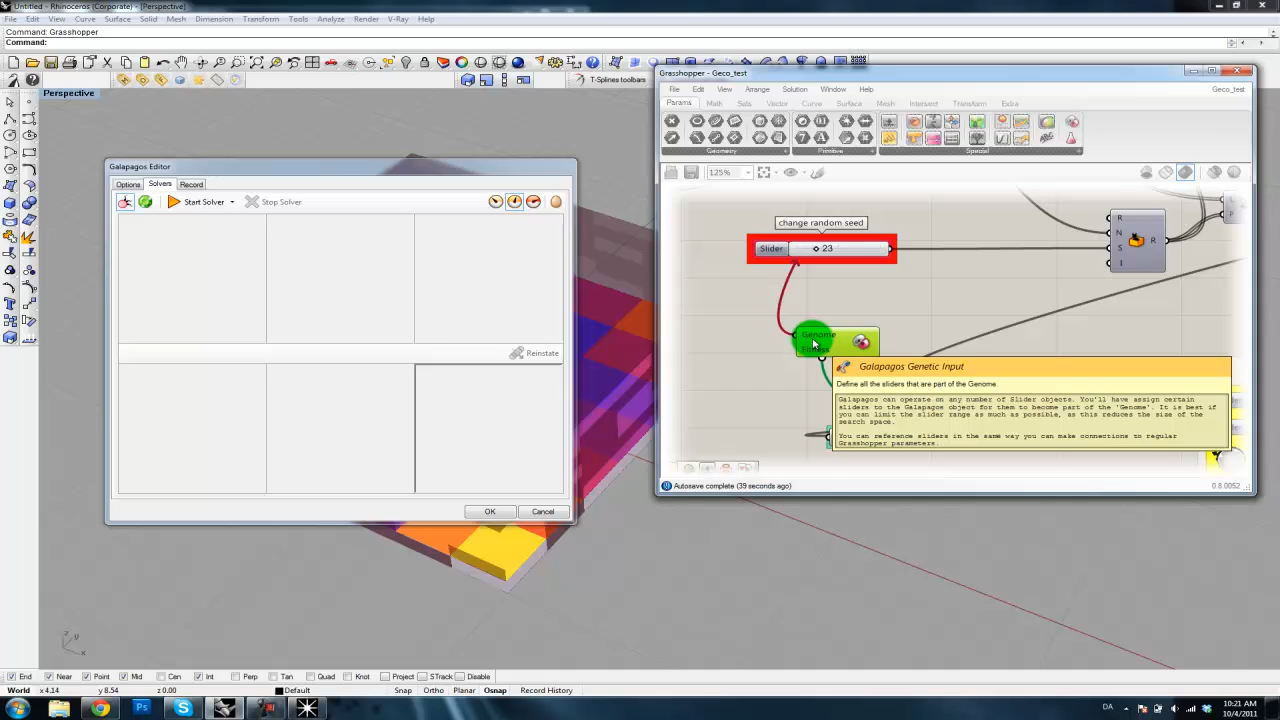 Untitled - Rhinoceros (Corporate) - [Perspective]
File Edit View Curve Surface Solid Mesh Dimension Transform Tools Analyze Render V-Ray Help
Command: Grasshopper
Command:
T-Splines toolbars
Perspective
Grasshopper - Geco_test
File Edit View Arrange Solution Window Help
Geco_test
Params Math Sets Vector Curve Surface Mesh Intersect Transform Extra
Geometry Primitive Special
125%
Galapagos Editor
Options Solvers Record
Start Solver Stop Solver
Reinstate
OK Cancel
change random seed
Slider 23
R
N
S
I
R
Genome
Fitness
Galapagos Genetic Input
Define all the sliders that are part of the Genome.
Galapagos can operate on any number of Slider objects. You'll have assign certain
sliders to the Galapagos object for them to become part of the 'Genome'. It is best if
you can limit the slider range as much as possible, as this reduces the size of the
search space.
You can reference sliders in the same way you can make connections to regular
Grasshopper parameters.
Autosave complete (39 seconds ago)
0.8.0052
z y
x
End Near Point Mid Cen Int Perp Tan Quad Knot Project STrack Disable
World x 4.14 y 8.54 z 0.00 Default Snap Ortho Planar Osnap Record History
Ps
DA
10:21 AM
10/4/2011